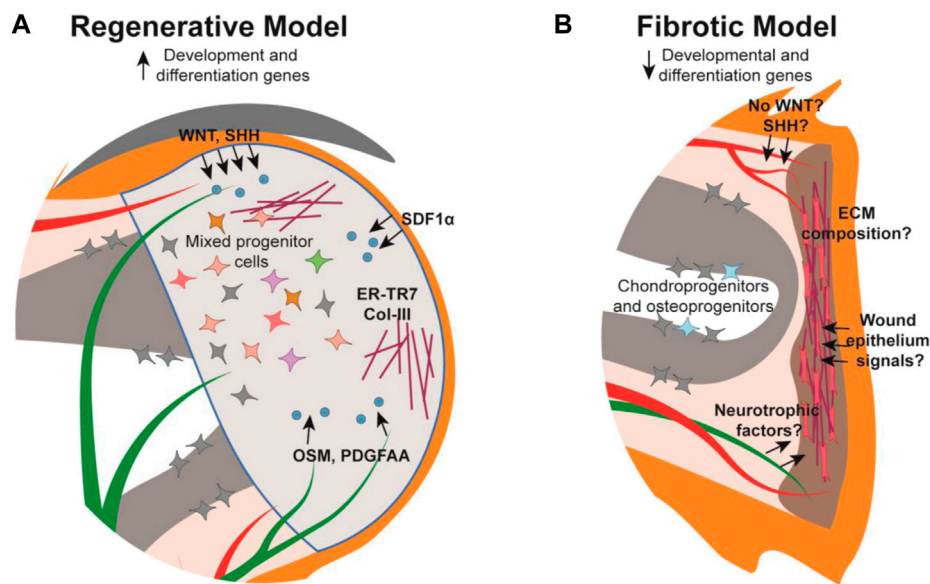 A
Regenerative Model
Development and
differentiation genes
WNT, SHH
SDF1α
Mixed progenitor
cells
ER-TR7
Col-III
OSM, PDGFAA
B
Fibrotic Model
Developmental and
differentiation genes
No WNT?
SHH?
ECM
composition?
Chondroprogenitors
and osteoprogenitors
Wound
epithelium
signals?
Neurotrophic
factors?